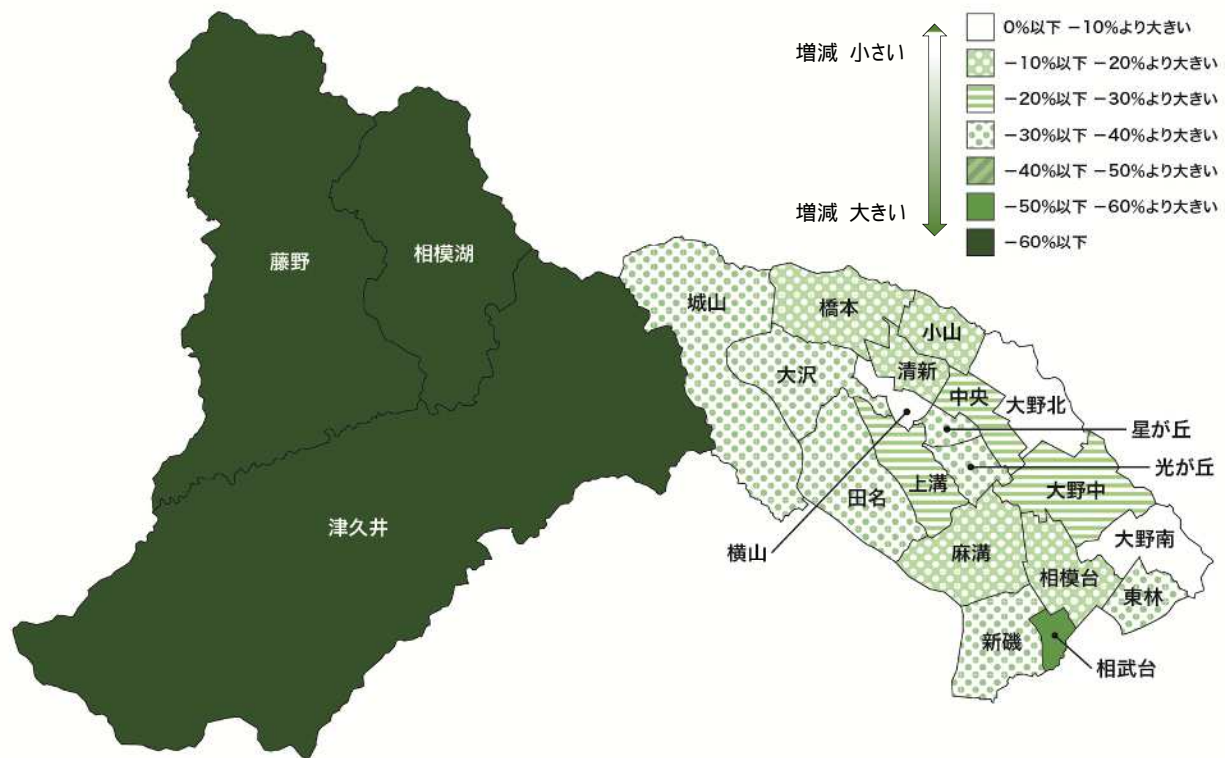 増減 小さい
増減 大きい
0%以下 －10%より大きい
－10%以下 －20%より大きい
－20%以下 －30%より大きい
－30%以下 －40%より大きい
－40%以下 －50%より大きい
－50%以下 －60%より大きい
－60%以下
藤野
相模湖
津久井
城山
橋本
小山
大沢
清新
中央
大野北
星が丘
光が丘
上溝
田名
大野中
横山
麻溝
相模台
大野南
東林
新磯
相武台